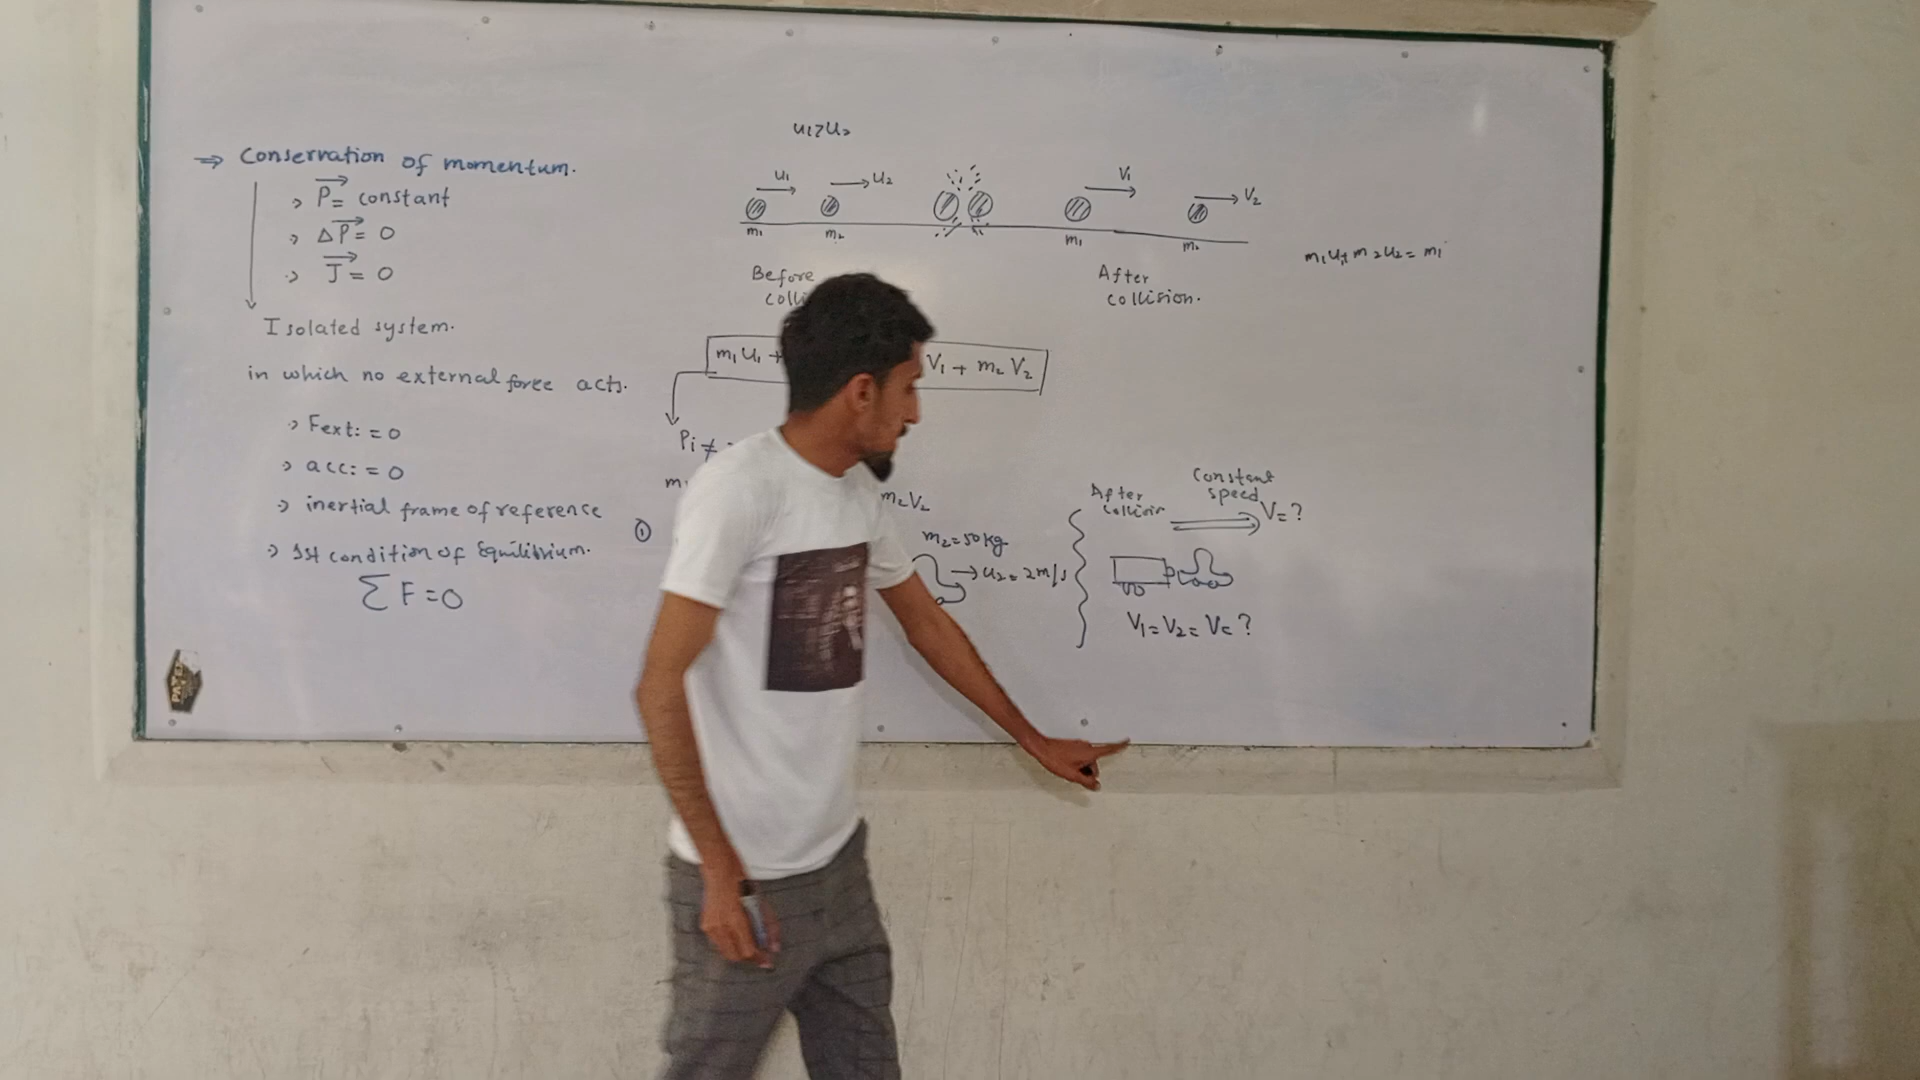 ⇒ Conservation of momentum.
→ P = constant
→ ΔP = 0
→ J = 0
Isolated system.
in which no external force acts.
→ Fext: = 0
→ acc: = 0
→ inertial frame of reference
→ 1st condition of Equilibrium.
ΣF = 0
u₁>u₂
u₁ u₂ V₁ V₂
m₁ m₂ m₁ m₂
Before
After
collision.
m₁u₁+m₂u₂ = m₁
m₁u₁ + V₁ + m₂V₂
Pi ≠
m₂V₂
①
m₂=50kg
→ u₂ = 2m/s
After
collision
Constant
speed
V=?
V₁=V₂=V=?
PAYE